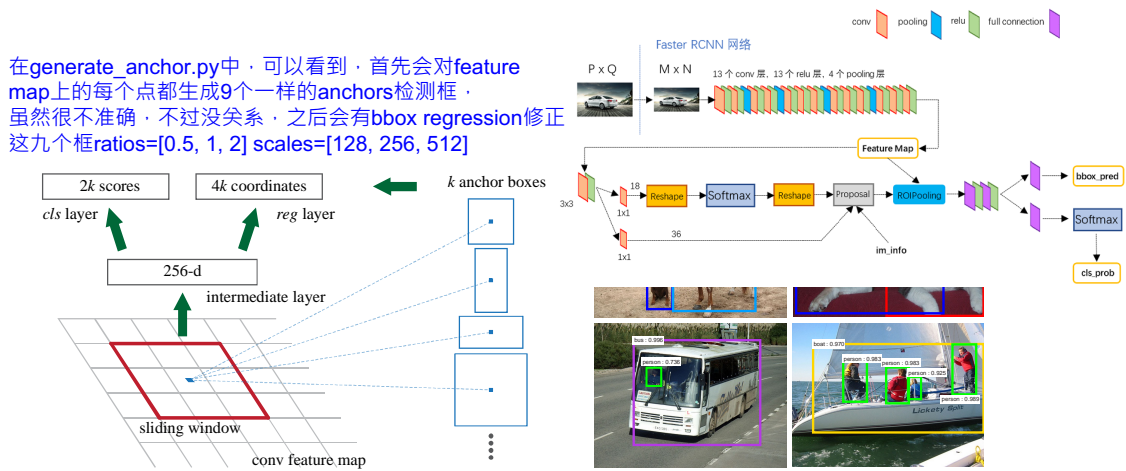 在generate_anchor.py中，可以看到，首先会对feature
map上的每个点都生成9个一样的anchors检测框，
虽然很不准确，不过没关系，之后会有bbox regression修正
这九个框ratios=[0.5, 1, 2] scales=[128, 256, 512]
2k scores
4k coordinates
k anchor boxes
cls layer
reg layer
256-d
intermediate layer
sliding window
conv feature map
conv
pooling
relu
full connection
Faster RCNN 网络
P x Q
M x N
13 个 conv 层，13 个 relu 层，4 个 pooling 层
Feature Map
3x3
18
1x1
Reshape
Softmax
Reshape
Proposal
ROIPooling
bbox_pred
Softmax
cls_prob
36
1x1
im_info
bus : 0.996
person : 0.736
boat : 0.970
person : 0.983
person : 0.983
person : 0.925
person : 0.989
Lickety Split